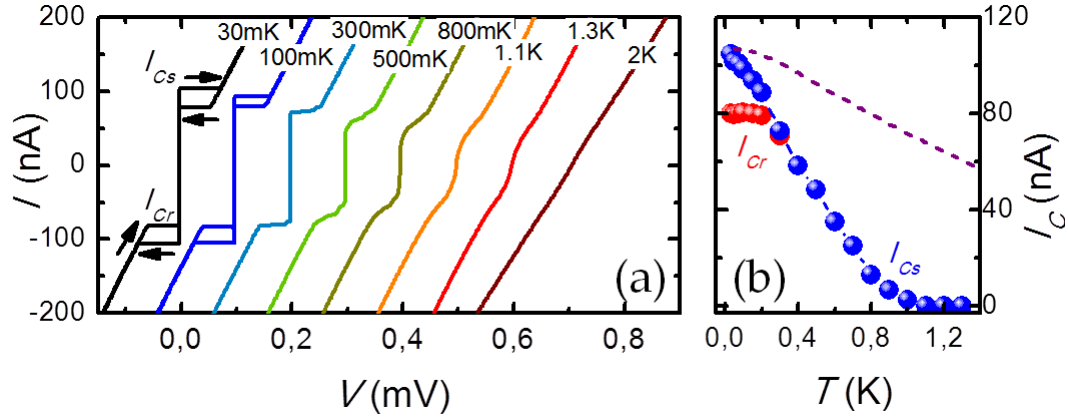 200
100
0
-100
-200
I (nA)
30mK
100mK
300mK
500mK
800mK
1.1K
1.3K
2K
I_Cs
I_Cr
(a)
0,0
0,2
0,4
0,6
0,8
V (mV)
120
80
40
0
I_C (nA)
I_Cr
I_Cs
(b)
0,0
0,4
0,8
1,2
T (K)